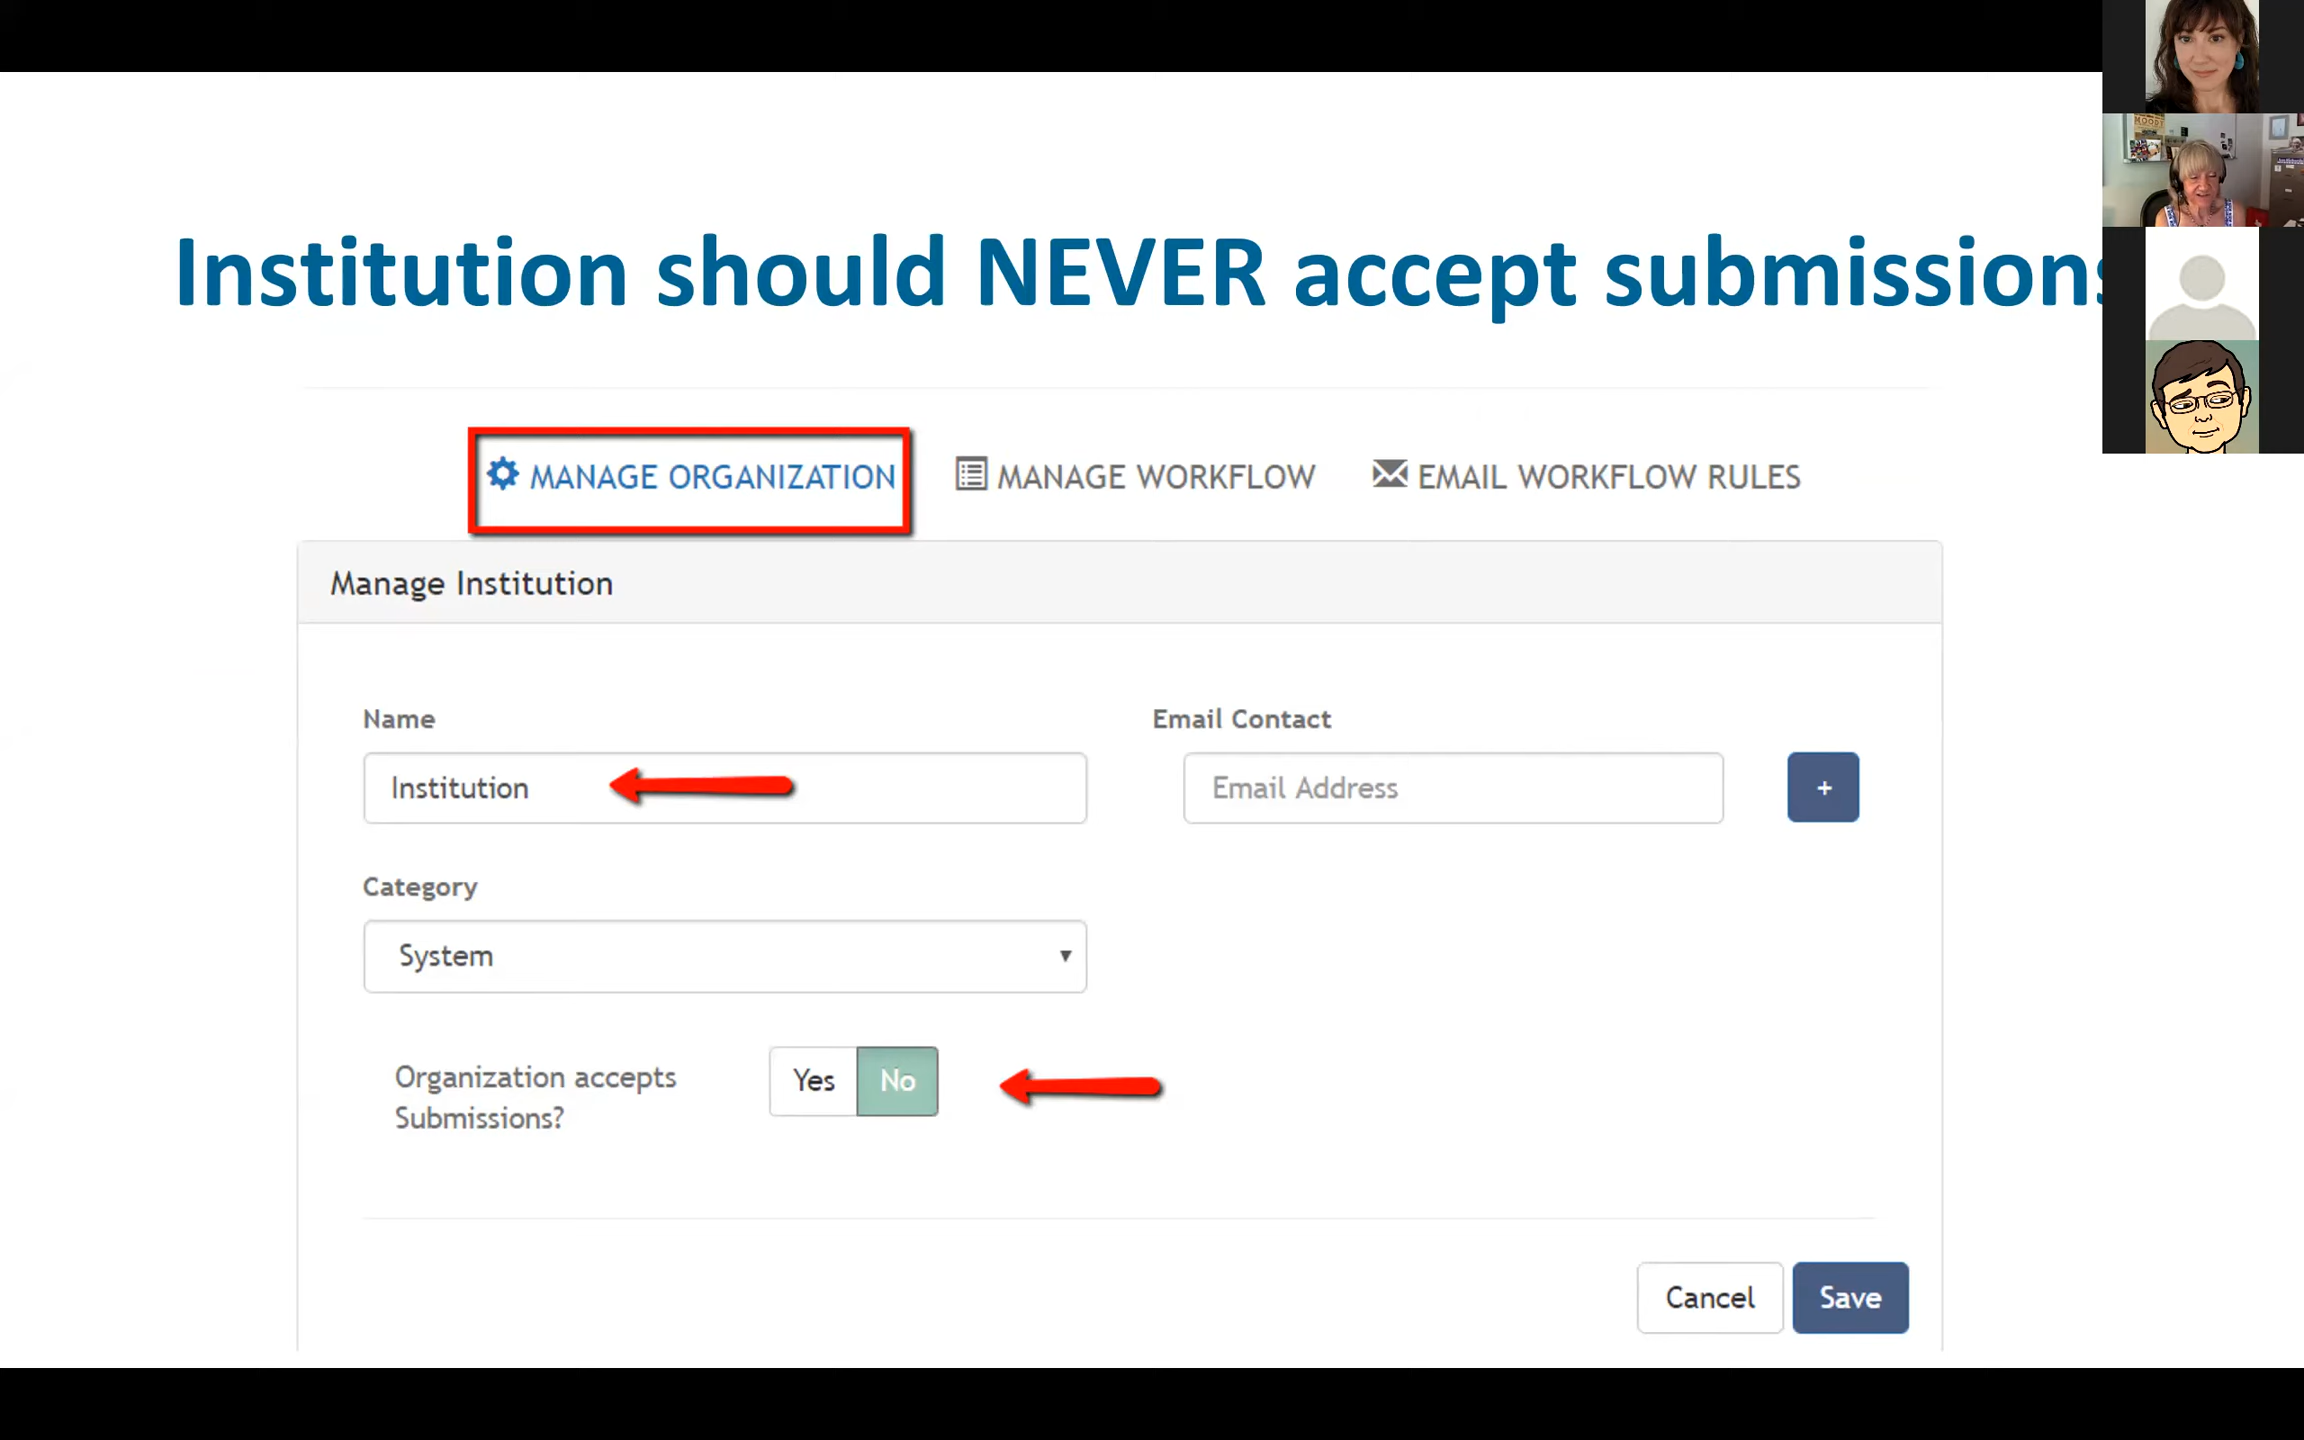 Institution should NEVER accept submissions
MANAGE ORGANIZATION MANAGE WORKFLOW EMAIL WORKFLOW RULES
Manage Institution
Name Email Contact
Institution Email Address +
Category
System
Organization accepts Yes No
Submissions?
Cancel Save